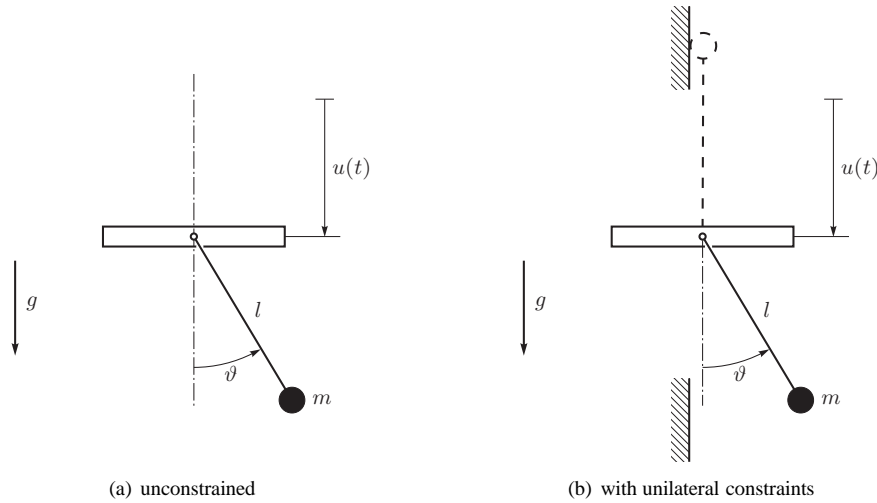 u(t)
g
l
ϑ
m
(a) unconstrained
u(t)
g
l
ϑ
m
(b) with unilateral constraints